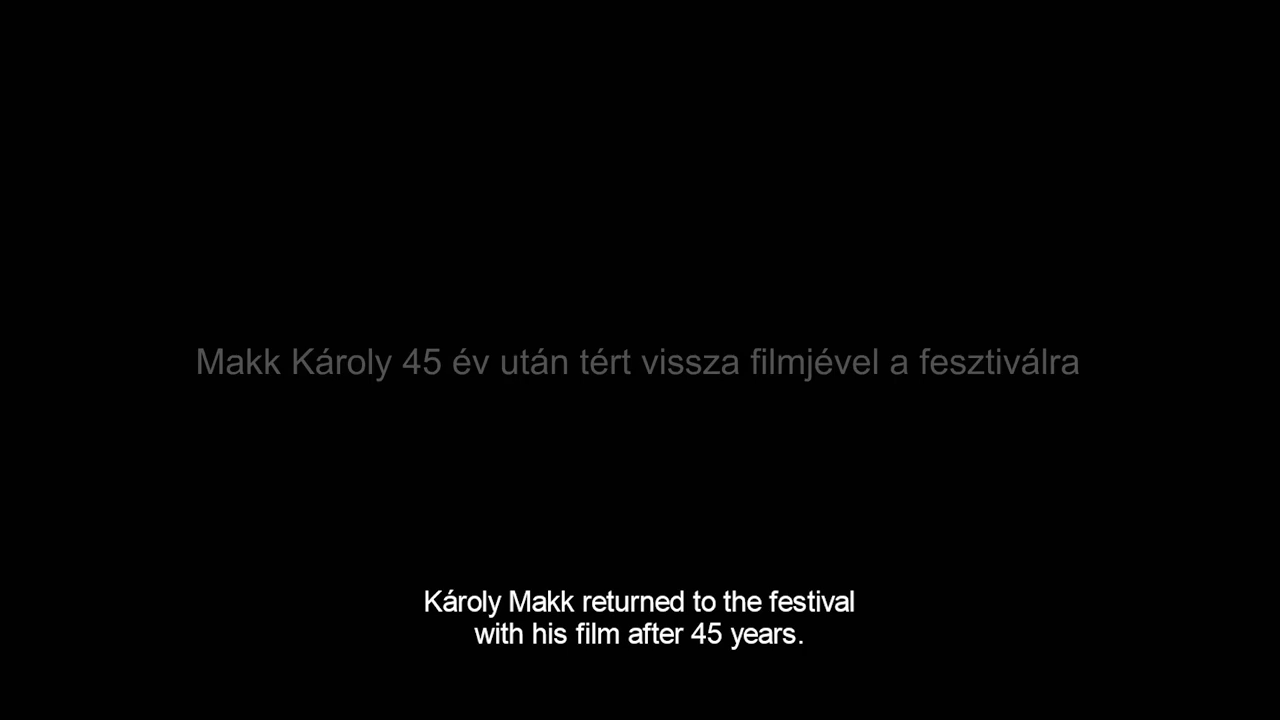 Makk Károly 45 év után tért vissza filmjével a fesztiválra
Károly Makk returned to the festival
with his film after 45 years.